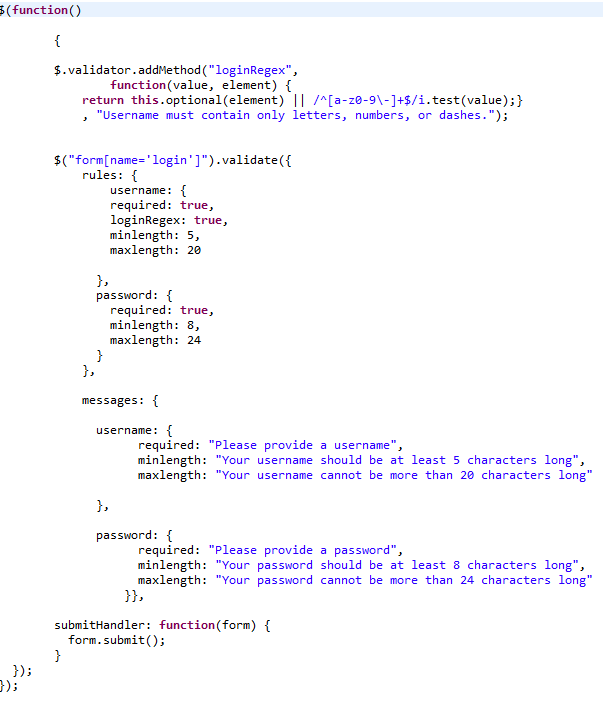 $(function()
{
$.validator.addMethod("loginRegex",
function(value, element) {
return this.optional(element) || /^[a-z0-9\-]+$/i.test(value);}
, "Username must contain only letters, numbers, or dashes.");
$("form[name='login']").validate({
rules: {
username: {
required: true,
loginRegex: true,
minlength: 5,
maxlength: 20
},
password: {
required: true,
minlength: 8,
maxlength: 24
}
},
messages: {
username: {
required: "Please provide a username",
minlength: "Your username should be at least 5 characters long",
maxlength: "Your username cannot be more than 20 characters long"
},
password: {
required: "Please provide a password",
minlength: "Your password should be at least 8 characters long",
maxlength: "Your password cannot be more than 24 characters long"
}},
submitHandler: function(form) {
form.submit();
}
});
});